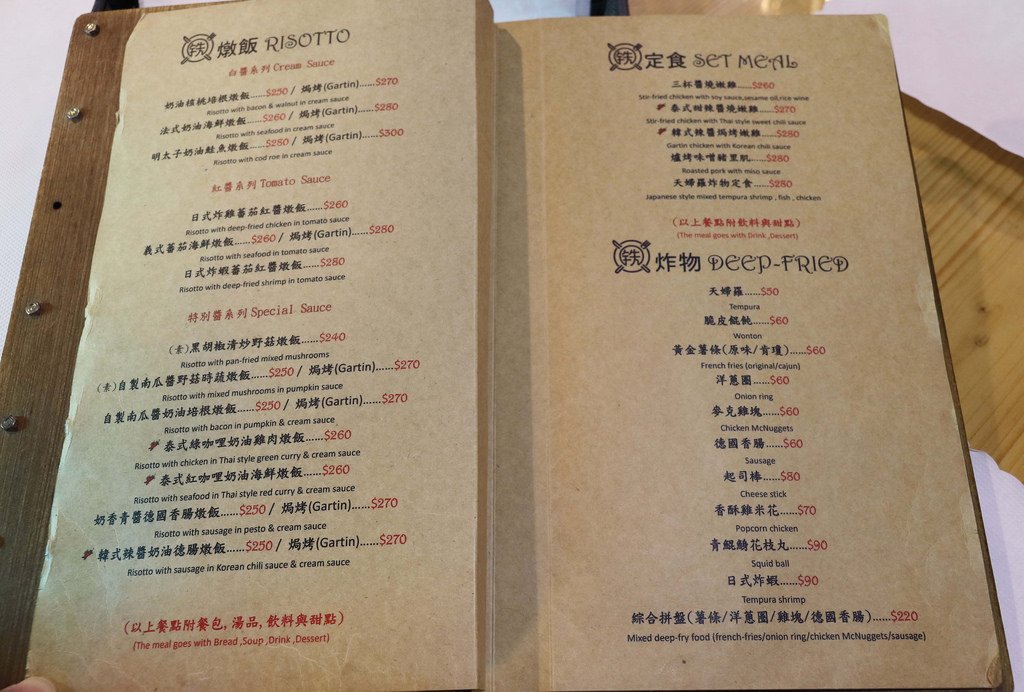 燉飯 RISOTTO
白醬系列 Cream Sauce
奶油核桃培根燉飯......$250 / 焗烤(Gartin)......$270
Risotto with bacon & walnut in cream sauce
法式奶油海鮮燉飯......$260 / 焗烤(Gartin)......$280
Risotto with seafood in cream sauce
明太子奶油鮭魚燉飯......$280 / 焗烤(Gartin)......$300
Risotto with cod roe in cream sauce
紅醬系列 Tomato Sauce
日式炸雞蕃茄紅醬燉飯......$260
Risotto with deep-fried chicken in tomato sauce
義式蕃茄海鮮燉飯......$260 / 焗烤(Gartin)......$280
Risotto with seafood in tomato sauce
日式炸蝦蕃茄紅醬燉飯......$280
Risotto with deep-fried shrimp in tomato sauce
特別醬系列 Special Sauce
(素)黑胡椒清炒野菇燉飯......$240
Risotto with pan-fried mixed mushrooms
(素)自製南瓜醬野菇時蔬燉飯......$250 / 焗烤(Gartin)......$270
Risotto with mixed mushrooms in pumpkin sauce
自製南瓜醬奶油培根燉飯......$250 / 焗烤(Gartin)......$270
Risotto with bacon in pumpkin & cream sauce
泰式綠咖哩奶油雞肉燉飯......$260
Risotto with chicken in Thai style green curry & cream sauce
泰式紅咖哩奶油海鮮燉飯......$260
Risotto with seafood in Thai style red curry & cream sauce
奶香青醬德國香腸燉飯......$250 / 焗烤(Gartin)......$270
Risotto with sausage in pesto & cream sauce
韓式辣醬奶油德腸燉飯......$250 / 焗烤(Gartin)......$270
Risotto with sausage in Korean chili sauce & cream sauce
(以上餐點附餐包,湯品,飲料與甜點)
(The meal goes with Bread ,Soup ,Drink ,Dessert)
定食 SET MEAL
三杯醬燒嫩雞......$260
Stir-fried chicken with soy sauce,sesame oil,rice wine
泰式甜辣醬燒嫩雞......$270
Stir-fried chicken with Thai style sweet chili sauce
韓式辣醬焗烤嫩雞......$280
Gartin chicken with Korean chili sauce
爐烤味噌豬里肌......$280
Roasted pork with miso sauce
天婦羅炸物定食......$280
Japanese style mixed tempura shrimp , fish , chicken
(以上餐點附飲料與甜點)
(The meal goes with Drink ,Dessert)
炸物 DEEP-FRIED
天婦羅......$50
Tempura
脆皮餛飩......$60
Wonton
黃金薯條(原味/肯瓊)......$60
French fries (original/cajun)
洋蔥圈......$60
Onion ring
麥克雞塊......$60
Chicken McNuggets
德國香腸......$60
Sausage
起司棒......$80
Cheese stick
香酥雞米花......$70
Popcorn chicken
青鯤鯓花枝丸......$90
Squid ball
日式炸蝦......$90
Tempura shrimp
綜合拼盤(薯條/洋蔥圈/雞塊/德國香腸)......$220
Mixed deep-fry food (french-fries/onion ring/chicken McNuggets/sausage)